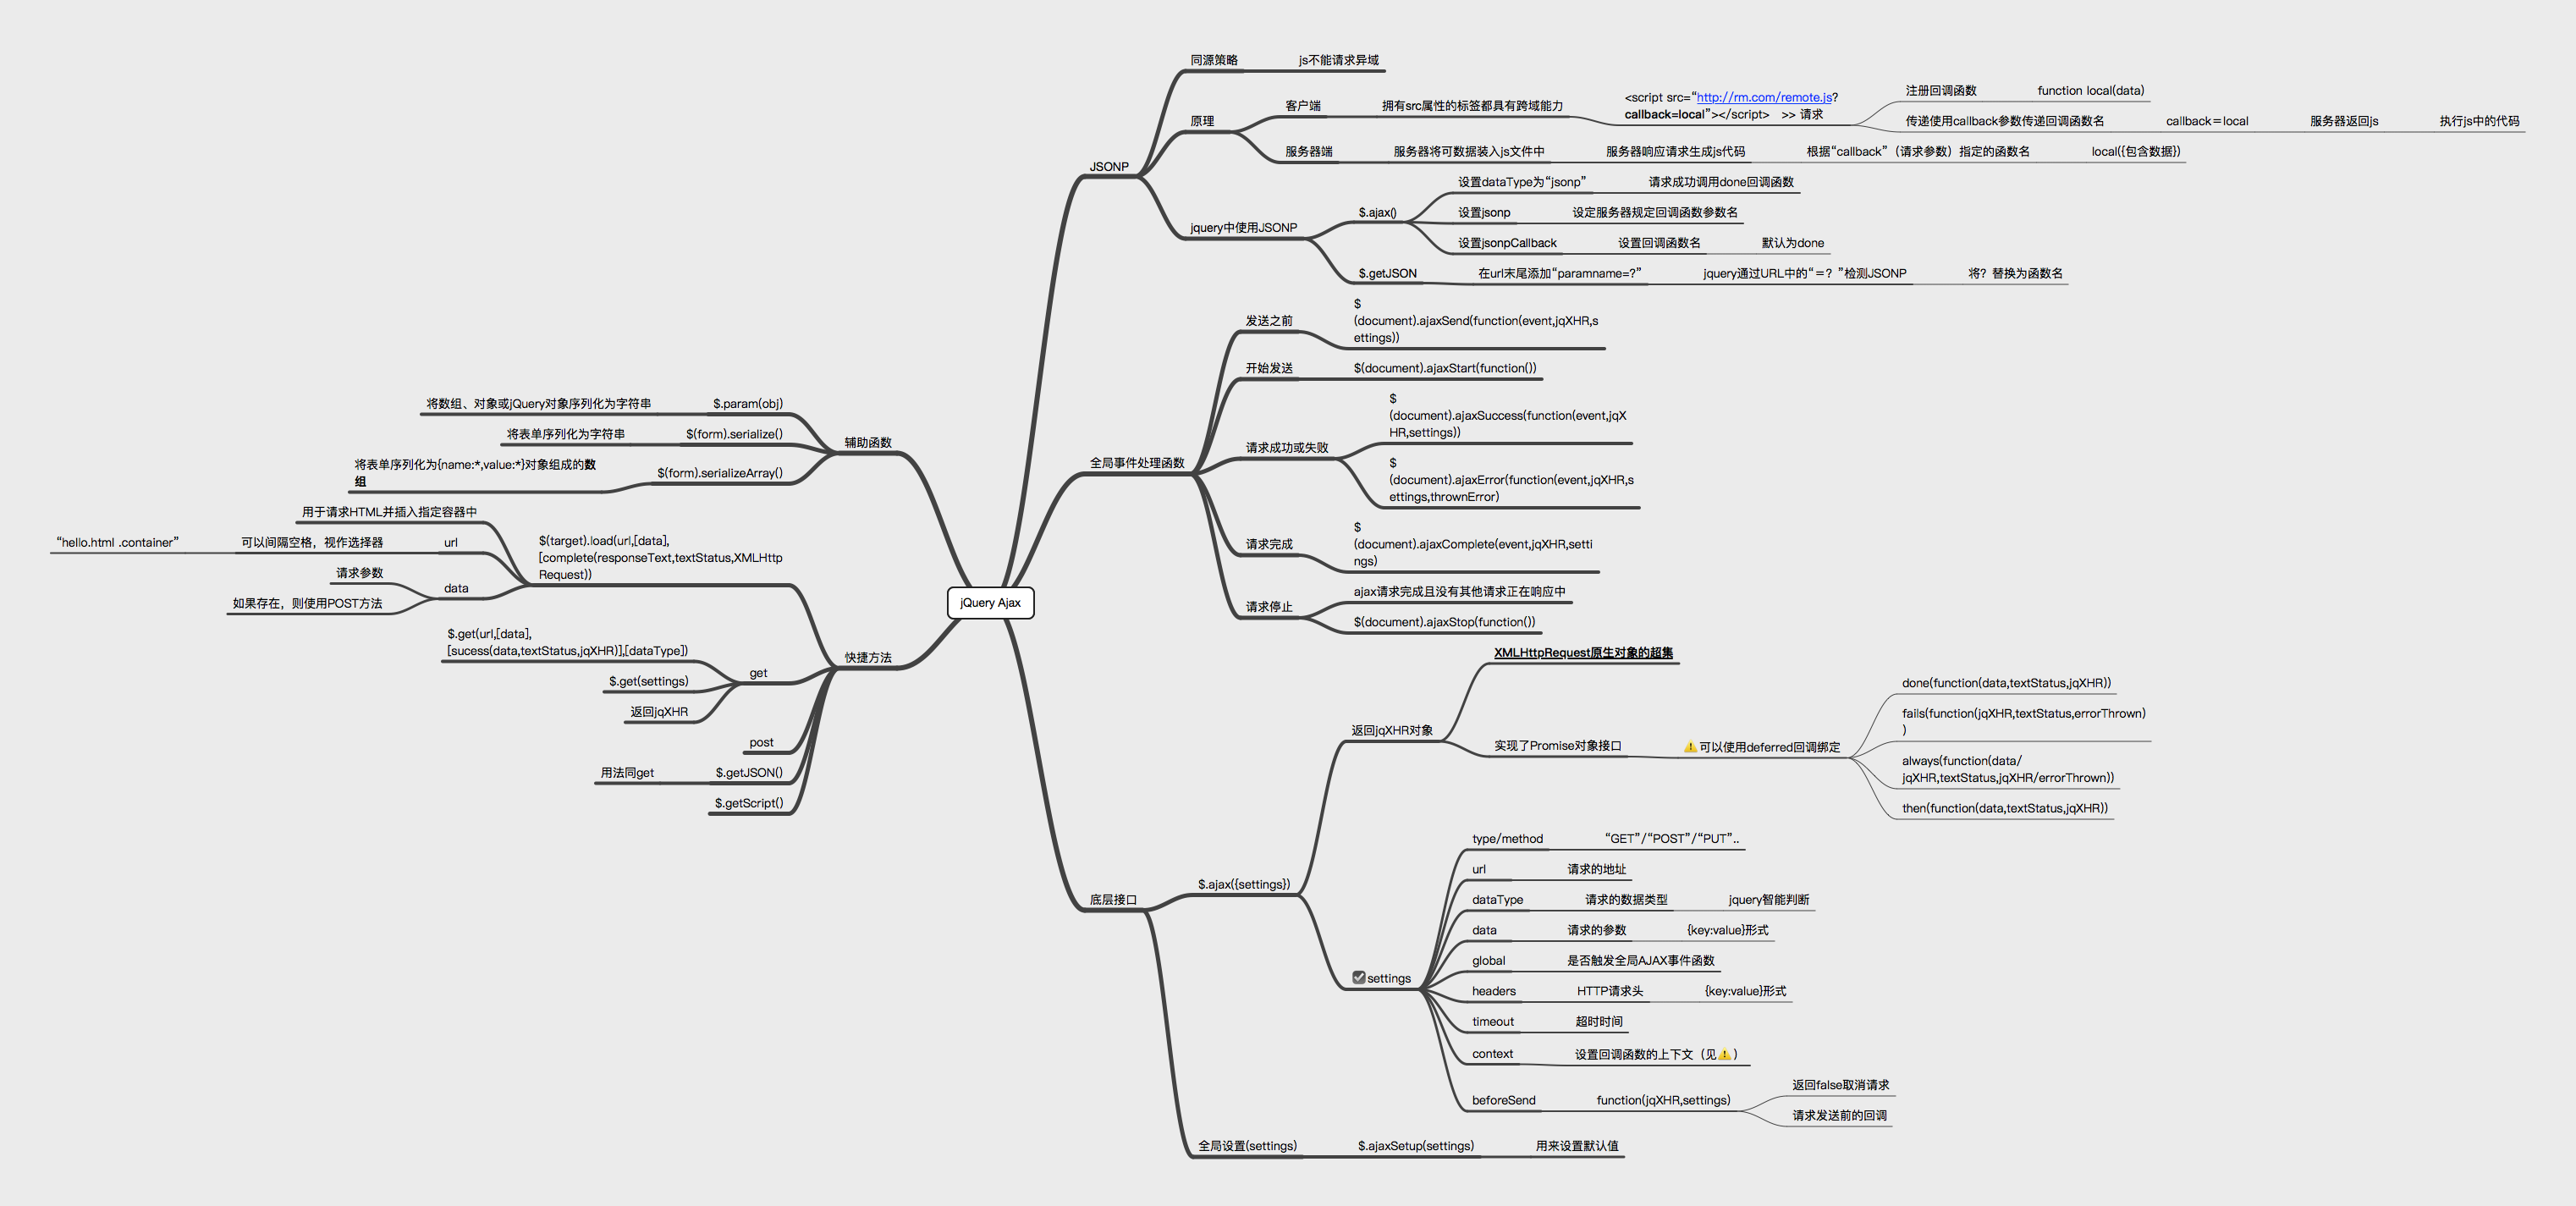 同源策略
js不能请求异域
客户端
拥有src属性的标签都具有跨域能力
<script src=“http://rm.com/remote.js?
callback=local”></script> >> 请求
注册回调函数
function local(data)
传递使用callback参数传递回调函数名
callback＝local
服务器返回js
执行js中的代码
原理
服务器端
服务器将可数据装入js文件中
服务器响应请求生成js代码
根据“callback”（请求参数）指定的函数名
local({包含数据})
JSONP
jquery中使用JSONP
$.ajax()
设置dataType为“jsonp”
请求成功调用done回调函数
设置jsonp
设定服务器规定回调函数参数名
设置jsonpCallback
设置回调函数名
默认为done
$.getJSON
在url末尾添加“paramname=?”
jquery通过URL中的“＝？”检测JSONP
将？替换为函数名
全局事件处理函数
发送之前
$
(document).ajaxSend(function(event,jqXHR,s
ettings))
开始发送
$(document).ajaxStart(function())
请求成功或失败
$
(document).ajaxSuccess(function(event,jqX
HR,settings))
$
(document).ajaxError(function(event,jqXHR,s
ettings,thrownError)
请求完成
$
(document).ajaxComplete(event,jqXHR,setti
ngs)
请求停止
ajax请求完成且没有其他请求正在响应中
$(document).ajaxStop(function())
jQuery Ajax
辅助函数
$.param(obj)
将数组、对象或jQuery对象序列化为字符串
$(form).serialize()
将表单序列化为字符串
$(form).serializeArray()
将表单序列化为{name:*,value:*}对象组成的数
组
快捷方法
$(target).load(url,[data],
[complete(responseText,textStatus,XMLHttp
Request))
用于请求HTML并插入指定容器中
url
可以间隔空格，视作选择器
“hello.html .container”
data
请求参数
如果存在，则使用POST方法
get
$.get(url,[data],
[sucess(data,textStatus,jqXHR)],[dataType])
$.get(settings)
返回jqXHR
post
$.getJSON()
用法同get
$.getScript()
底层接口
$.ajax({settings})
返回jqXHR对象
XMLHttpRequest原生对象的超集
实现了Promise对象接口
⚠️可以使用deferred回调绑定
done(function(data,textStatus,jqXHR))
fails(function(jqXHR,textStatus,errorThrown)
)
always(function(data/
jqXHR,textStatus,jqXHR/errorThrown))
then(function(data,textStatus,jqXHR))
☑settings
type/method
“GET”/“POST”/“PUT”..
url
请求的地址
dataType
请求的数据类型
jquery智能判断
data
请求的参数
{key:value}形式
global
是否触发全局AJAX事件函数
headers
HTTP请求头
{key:value}形式
timeout
超时时间
context
设置回调函数的上下文（见⚠️）
beforeSend
function(jqXHR,settings)
返回false取消请求
请求发送前的回调
全局设置(settings)
$.ajaxSetup(settings)
用来设置默认值